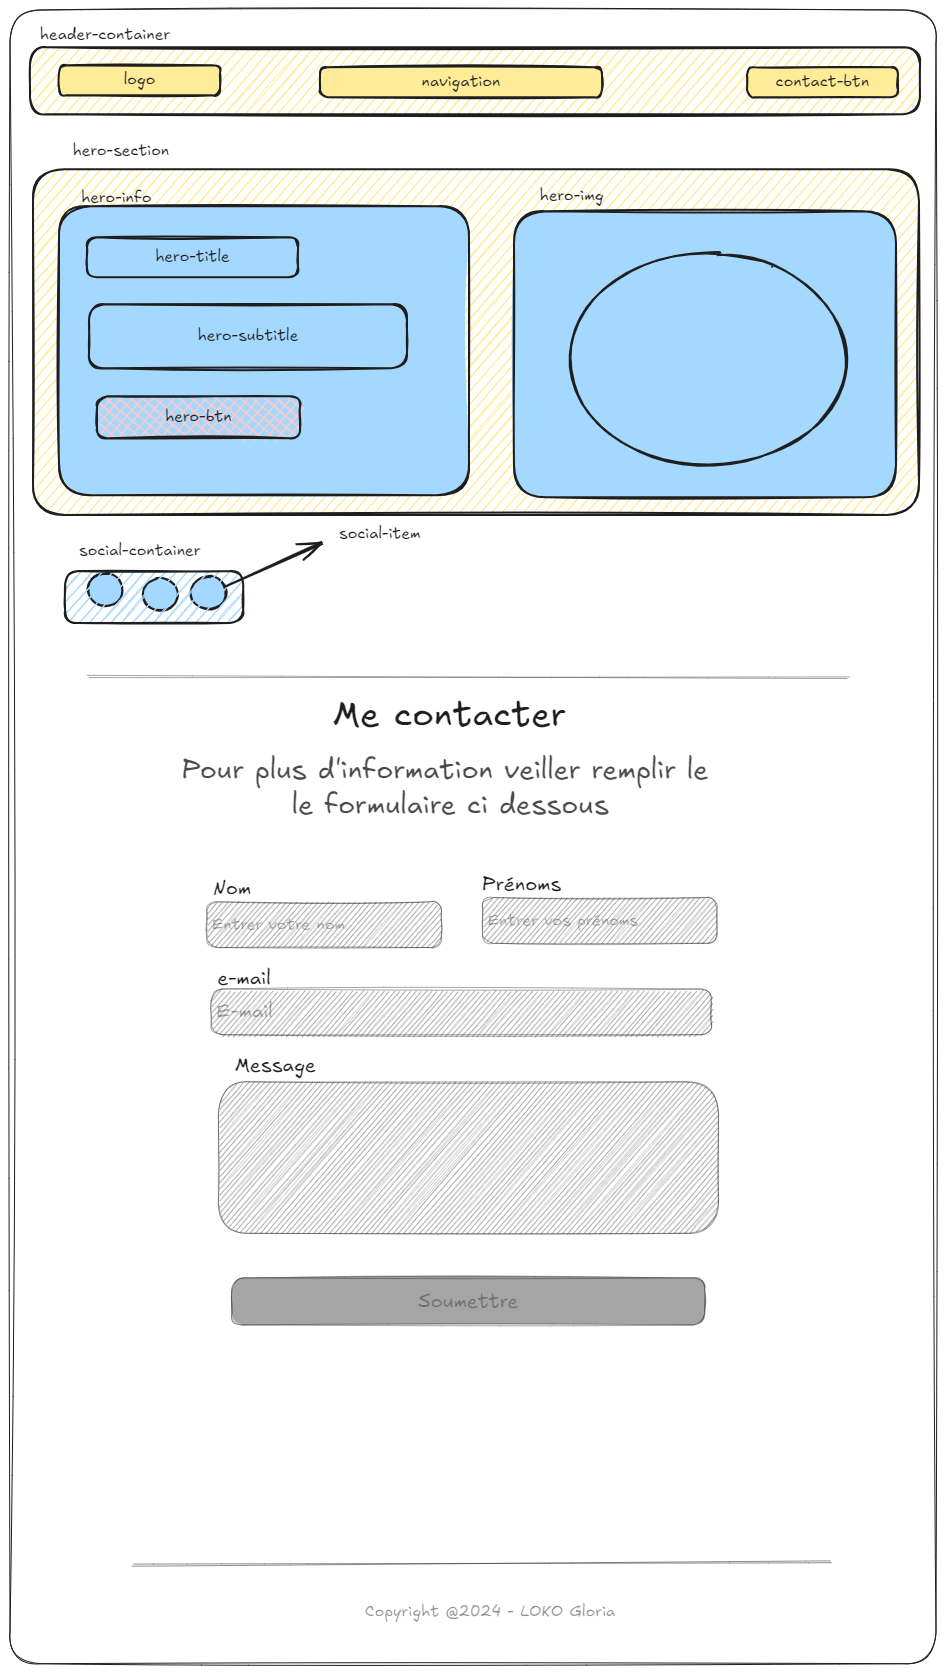 header-container
logo
navigation
contact-btn
hero-section
hero-info
hero-img
hero-title
hero-subtitle
hero-btn
social-item
social-container
Me contacter
Pour plus d'information veiller remplir le
le formulaire ci dessous
Nom
Prénoms
Entrer votre nom
Entrer vos prénoms
e-mail
E-mail
Message
Soumettre
Copyright @2024 - LOKO Gloria